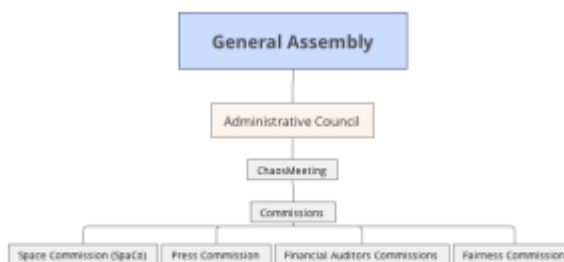 General Assembly
Administrative Council
ChaosMeeting
Commissions
Space Commission (SpaCo)
Press Commission
Financial Auditors Commissions
Fairness Commission